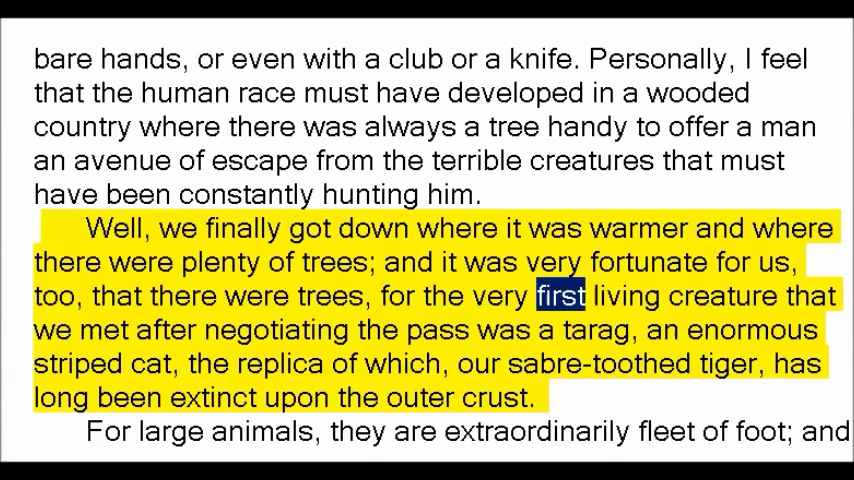 bare hands, or even with a club or a knife. Personally, I feel
that the human race must have developed in a wooded
country where there was always a tree handy to offer a man
an avenue of escape from the terrible creatures that must
have been constantly hunting him.
Well, we finally got down where it was warmer and where
there were plenty of trees; and it was very fortunate for us,
too, that there were trees, for the very first living creature that
we met after negotiating the pass was a tarag, an enormous
striped cat, the replica of which, our sabre-toothed tiger, has
long been extinct upon the outer crust.
For large animals, they are extraordinarily fleet of foot; and